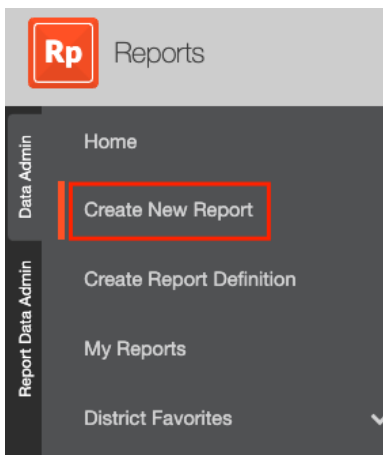 Rp Reports
Data Admin
Report Data Admin
Home
Create New Report
Create Report Definition
My Reports
District Favorites